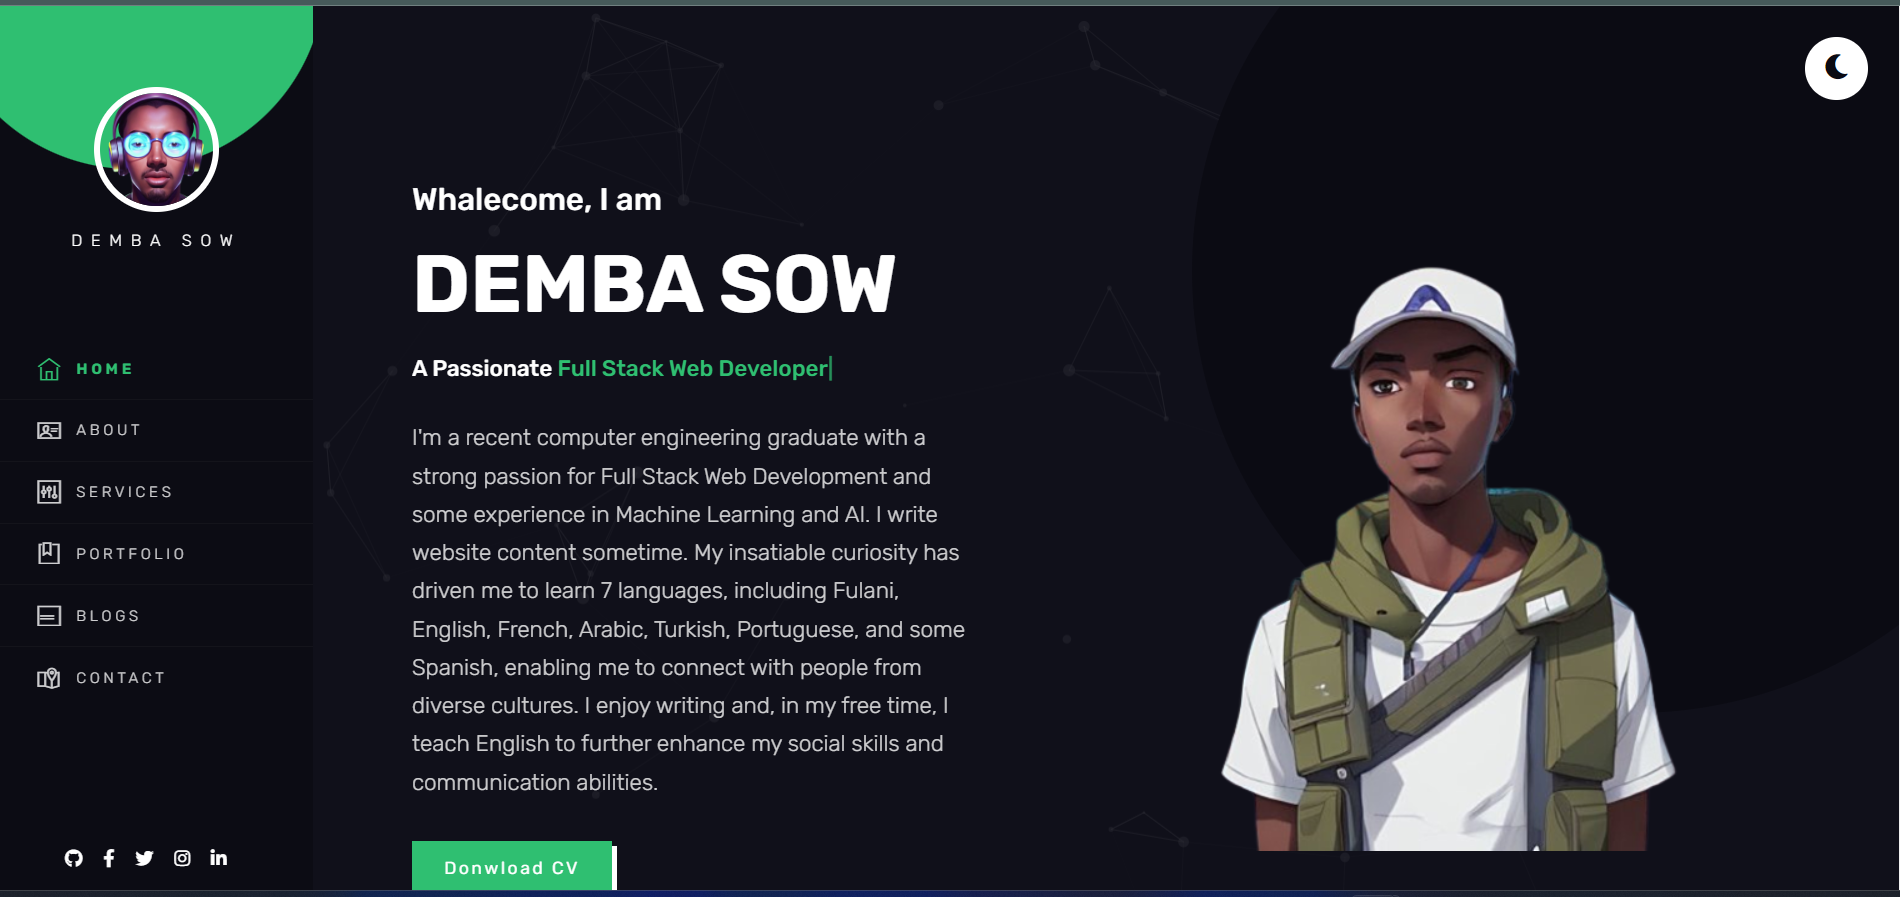 DEMBA SOW
HOME
ABOUT
SERVICES
PORTFOLIO
BLOGS
CONTACT
Whalecome, I am
DEMBA SOW
A Passionate Full Stack Web Developer|
I'm a recent computer engineering graduate with a
strong passion for Full Stack Web Development and
some experience in Machine Learning and AI. I write
website content sometime. My insatiable curiosity has
driven me to learn 7 languages, including Fulani,
English, French, Arabic, Turkish, Portuguese, and some
Spanish, enabling me to connect with people from
diverse cultures. I enjoy writing and, in my free time, I
teach English to further enhance my social skills and
communication abilities.
Donwload CV